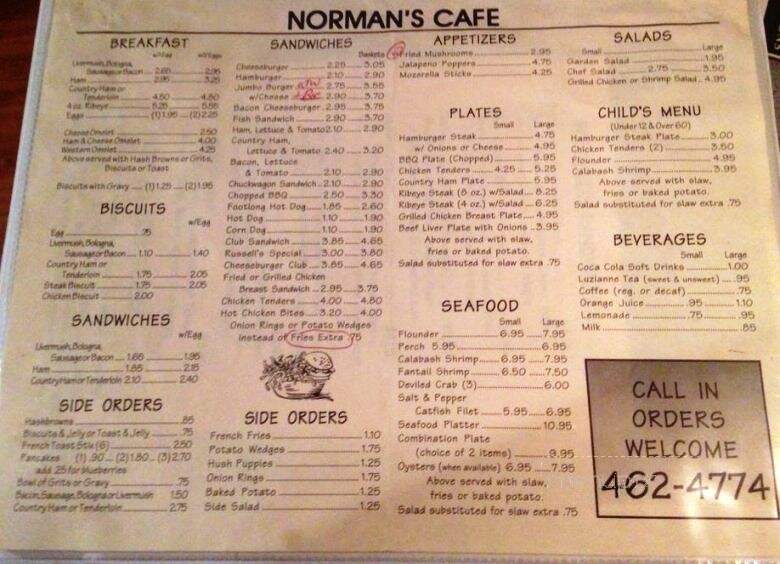 NORMAN'S CAFE
BREAKFAST
w/Egg wo/Eggs
Livermush, Bologna,
Sausage or Bacon 2.65 2.95
Ham 2.95 3.25
Country Ham or
Tenderloin 4.50 4.80
4 oz. Ribeye 5.25 5.55
Eggs (1) 1.95 (2) 2.25
Cheese Omelet 2.50
Ham & Cheese Omelet 4.00
Western Omelet 4.25
Above served with Hash Browns or Grits,
Biscuits or Toast
Biscuits with Gravy (1) 1.25 (2) 1.95
BISCUITS
w/Egg
Egg .75
Livermush, Bologna,
Sausage or Bacon 1.10 1.40
Country Ham or
Tenderloin 1.75 2.05
Steak Biscuit 1.75 2.05
Chicken Biscuit 2.00
SANDWICHES
w/Egg
Livermush, Bologna,
Sausage or Bacon 1.65 1.95
Ham 1.85 2.15
Country Ham or Tenderloin 2.10 2.40
SIDE ORDERS
Hashbrowns .85
Biscuits & Jelly or Toast & Jelly .75
French Toast Stix (6) 2.50
Pancakes (1) .90 (2) 1.80 (3) 2.70
add .25 for blueberries
Bowl of Grits or Gravy .75
Bacon, Sausage, Bologna or Livermush 1.50
Country Ham or Tenderloin 2.75
SANDWICHES
Baskets
Cheeseburger 2.25 3.05
Hamburger 2.10 2.90
Jumbo Burger 2.75 3.55
w/Cheese 2.90 3.70
Bacon Cheeseburger 2.95 3.75
Fish Sandwich 2.90 3.70
Ham, Lettuce & Tomato 2.10 2.90
Country Ham,
Lettuce & Tomato 2.40 3.20
Bacon, Lettuce
& Tomato 2.10 2.90
Chuckwagon Sandwich 2.10 2.90
Chopped BBQ 2.50 3.30
Footlong Hot Dog 1.85 2.60
Hot Dog 1.10 1.90
Corn Dog 1.10 1.90
Club Sandwich 3.85 4.65
Russell's Special 3.00 3.80
Cheeseburger Club 3.85 4.65
Fried or Grilled Chicken
Breast Sandwich 2.95 3.75
Chicken Tenders 4.00 4.80
Hot Chicken Bites 3.20 4.00
Onion Rings or Potato Wedges
instead of Fries Extra .75
SIDE ORDERS
French Fries 1.10
Potato Wedges 1.75
Hush Puppies 1.25
Onion Rings 1.75
Baked Potato 1.25
Side Salad 1.25
APPETIZERS
Fried Mushrooms 2.95
Jalapeno Poppers 4.75
Mozerella Sticks 4.25
PLATES
Small Large
Hamburger Steak 4.75
w/ Onions or Cheese 4.95
BBQ Plate (Chopped) 5.95
Chicken Tenders 4.25 5.25
Country Ham Plate 5.95
Ribeye Steak (8 oz.) w/Salad 8.25
Ribeye Steak (4 oz.) w/Salad 6.25
Grilled Chicken Breast Plate 4.95
Beef Liver Plate with Onions 3.95
Above served with slaw,
fries or baked potato.
Salad substituted for slaw extra .75
SEAFOOD
Small Large
Flounder 6.95 7.95
Perch 5.95 6.95
Calabash Shrimp 6.95 7.95
Fantail Shrimp 6.50 7.50
Deviled Crab (3) 6.00
Salt & Pepper
Catfish Filet 5.95 6.95
Seafood Platter 10.95
Combination Plate
(choice of 2 items) 9.95
Oysters (when available) 6.95 7.95
Above served with slaw,
fries or baked potato.
Salad substituted for slaw extra .75
SALADS
Small Large
Garden Salad 1.95
Chef Salad 2.75 3.50
Grilled Chicken or Shrimp Salad 4.95
CHILD'S MENU
(Under 12 & Over 60)
Hamburger Steak Plate 3.00
Chicken Tenders (2) 3.50
Flounder 4.95
Calabash Shrimp 3.95
Above served with slaw,
fries or baked potato.
Salad substituted for slaw extra .75
BEVERAGES
Small Large
Coca Cola Soft Drinks 1.00
Luzianne Tea (sweet & unsweet) .95
Coffee (reg. or decaf) .75
Orange Juice .95 1.10
Lemonade .75 .95
Milk .85
CALL IN
ORDERS
WELCOME
462-4774